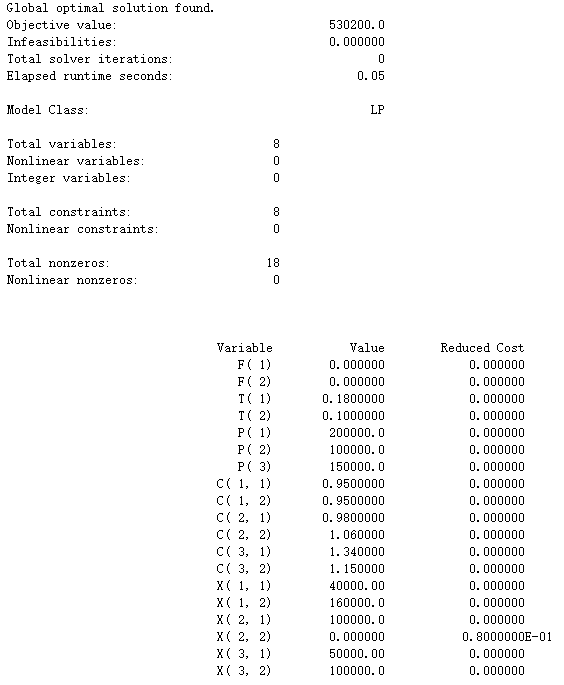 Global optimal solution found.
Objective value: 530200.0
Infeasibilities: 0.000000
Total solver iterations: 0
Elapsed runtime seconds: 0.05
Model Class: LP
Total variables: 8
Nonlinear variables: 0
Integer variables: 0
Total constraints: 8
Nonlinear constraints: 0
Total nonzeros: 18
Nonlinear nonzeros: 0
Variable Value Reduced Cost
F( 1) 0.000000 0.000000
F( 2) 0.000000 0.000000
T( 1) 0.1800000 0.000000
T( 2) 0.1000000 0.000000
P( 1) 200000.0 0.000000
P( 2) 100000.0 0.000000
P( 3) 150000.0 0.000000
C( 1, 1) 0.9500000 0.000000
C( 1, 2) 0.9500000 0.000000
C( 2, 1) 0.9800000 0.000000
C( 2, 2) 1.060000 0.000000
C( 3, 1) 1.340000 0.000000
C( 3, 2) 1.150000 0.000000
X( 1, 1) 40000.00 0.000000
X( 1, 2) 160000.0 0.000000
X( 2, 1) 100000.0 0.000000
X( 2, 2) 0.000000 0.8000000E-01
X( 3, 1) 50000.00 0.000000
X( 3, 2) 100000.0 0.000000